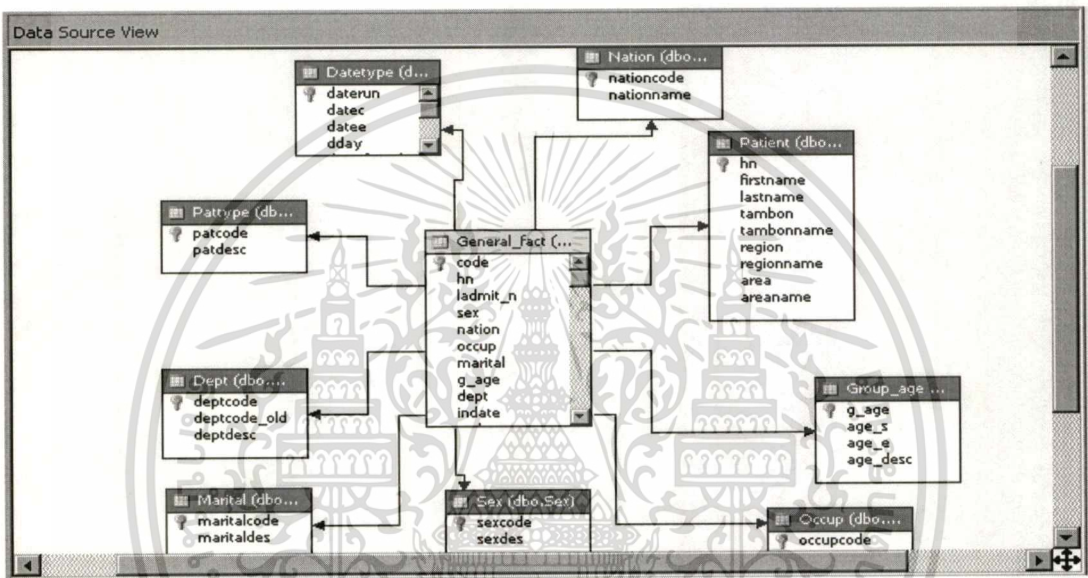 Data Source View
Datetype (d...
daterun
datec
datee
dday
Nation (dbo...
nationcode
nationname
Patient (dbo...
hn
firstname
lastname
tambon
tambonname
region
regionname
area
areaname
Pattype (db...
patcode
patdesc
General_fact (...
code
hn
ladmit_n
sex
nation
occup
marital
g_age
dept
indate
Dept (dbo....
deptcode
deptcode_old
deptdesc
Group_age ...
g_age
age_s
age_e
age_desc
Marital (dbo...
maritalcode
maritaldes
Sex (dbo.Sex)
sexcode
sexdes
Occup (dbo....
occupcode